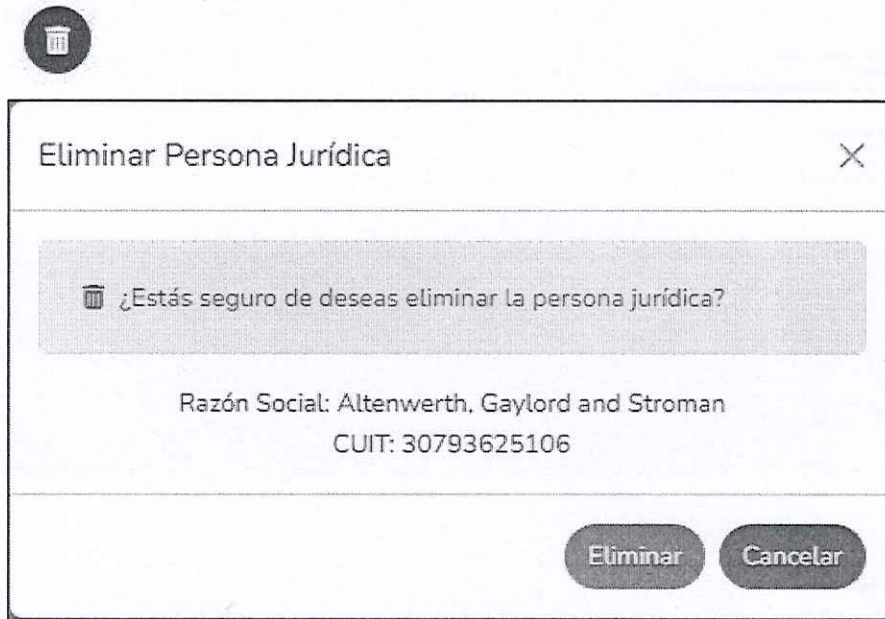 Eliminar Persona Jurídica
¿Estás seguro de deseas eliminar la persona jurídica?
Razón Social: Altenwerth, Gaylord and Stroman
CUIT: 30793625106
Eliminar Cancelar